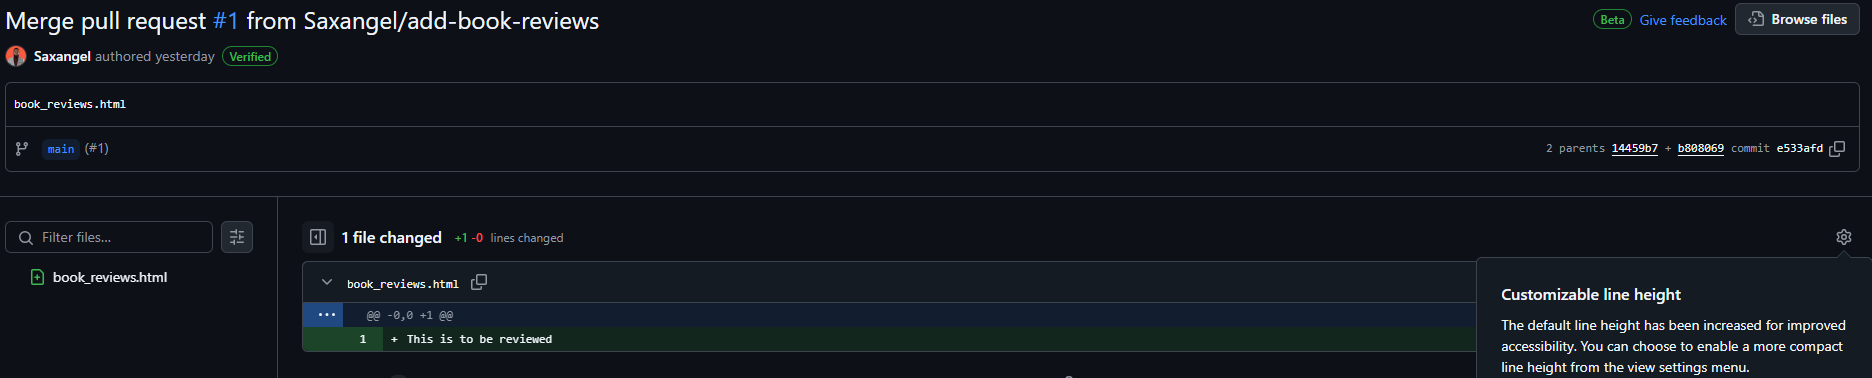 Merge pull request #1 from Saxangel/add-book-reviews
Beta Give feedback Browse files
Saxangel authored yesterday Verified
book_reviews.html
main (#1)
2 parents 14459b7 + b808069 commit e533afd
Filter files...
1 file changed +1 -0 lines changed
book_reviews.html
book_reviews.html
@@ -0,0 +1 @@
1 + This is to be reviewed
Customizable line height
The default line height has been increased for improved
accessibility. You can choose to enable a more compact
line height from the view settings menu.